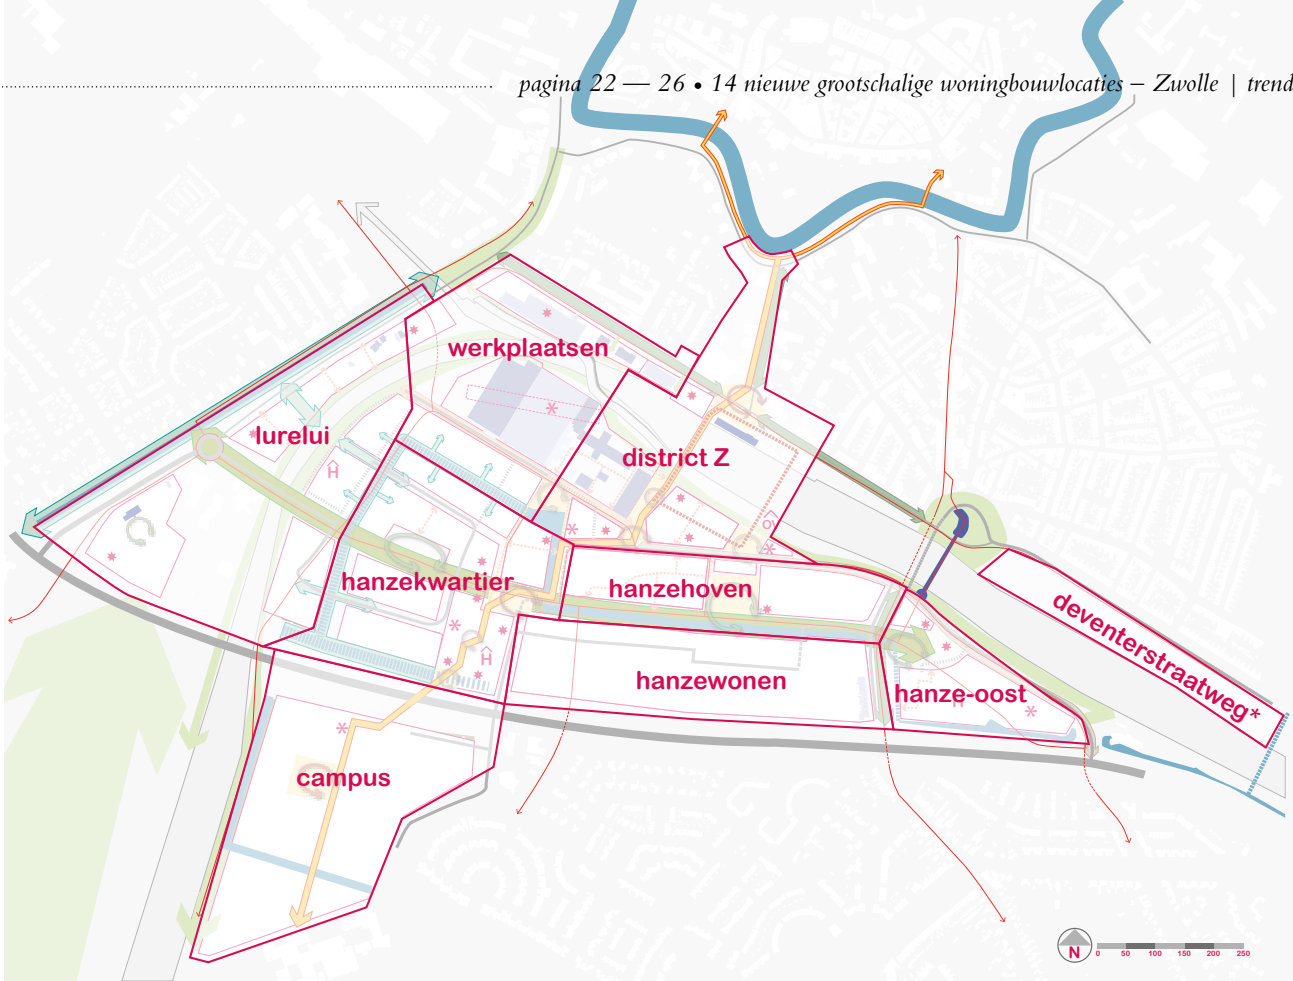 pagina 22 — 26 • 14 nieuwe grootschalige woningbouwlocaties – Zwolle | trend
werkplaatsen
lurelui
district Z
H
OV
hanzekwartier
hanzehoven
deventerstraatweg*
H
hanzewonen
hanze-oost
H
campus
N
0 50 100 150 200 250